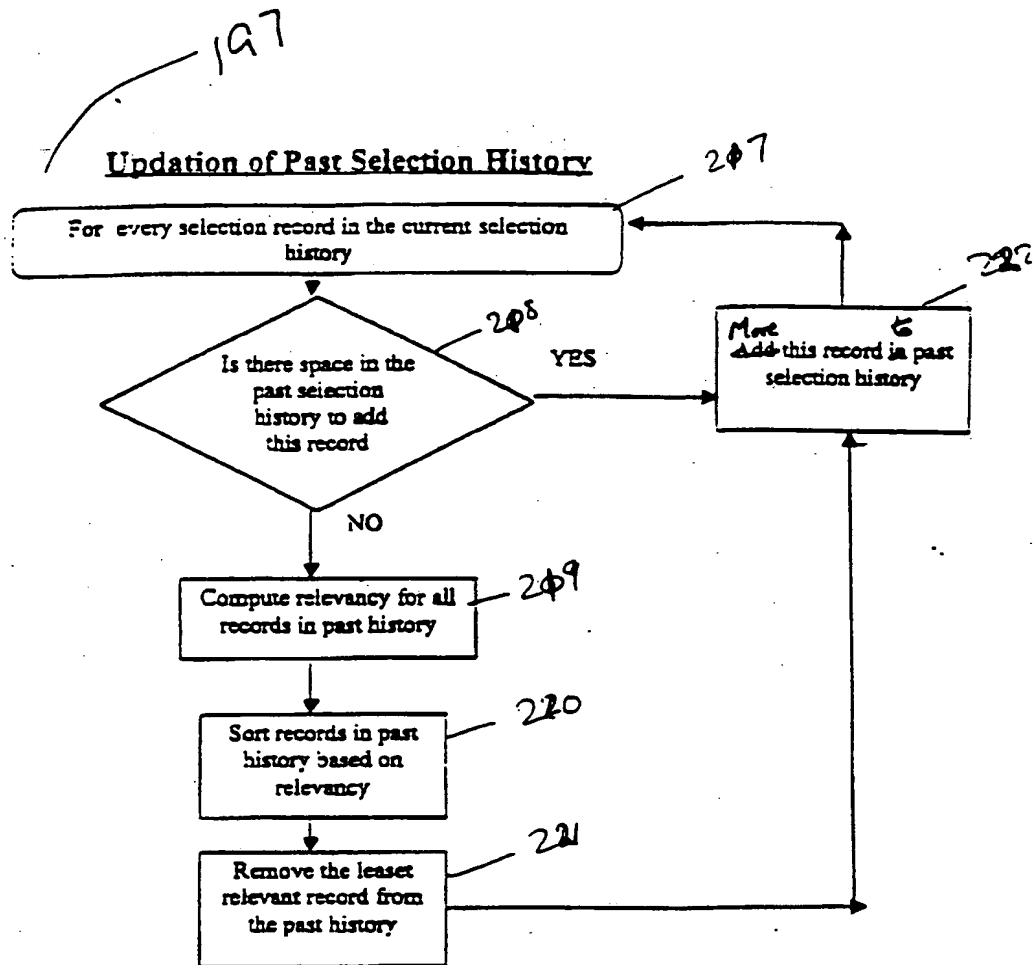 197
Updation of Past Selection History
207
For every selection record in the current selection
history
208
Is there space in the
past selection
history to add
this record
YES
Move to
Add this record in past
selection history
NO
Compute relevancy for all
records in past history
209
Sort records in past
history based on
relevancy
Remove the leaset
relevant record from
the past history